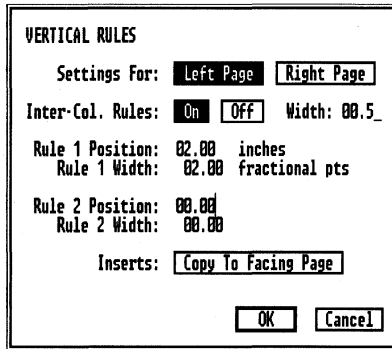 VERTICAL RULES
Settings For: Left Page Right Page
Inter-Col. Rules: On Off Width: 00.5_
Rule 1 Position: 02.00 inches
Rule 1 Width: 02.00 fractional pts
Rule 2 Position: 00.00
Rule 2 Width: 00.00
Inserts: Copy To Facing Page
OK Cancel